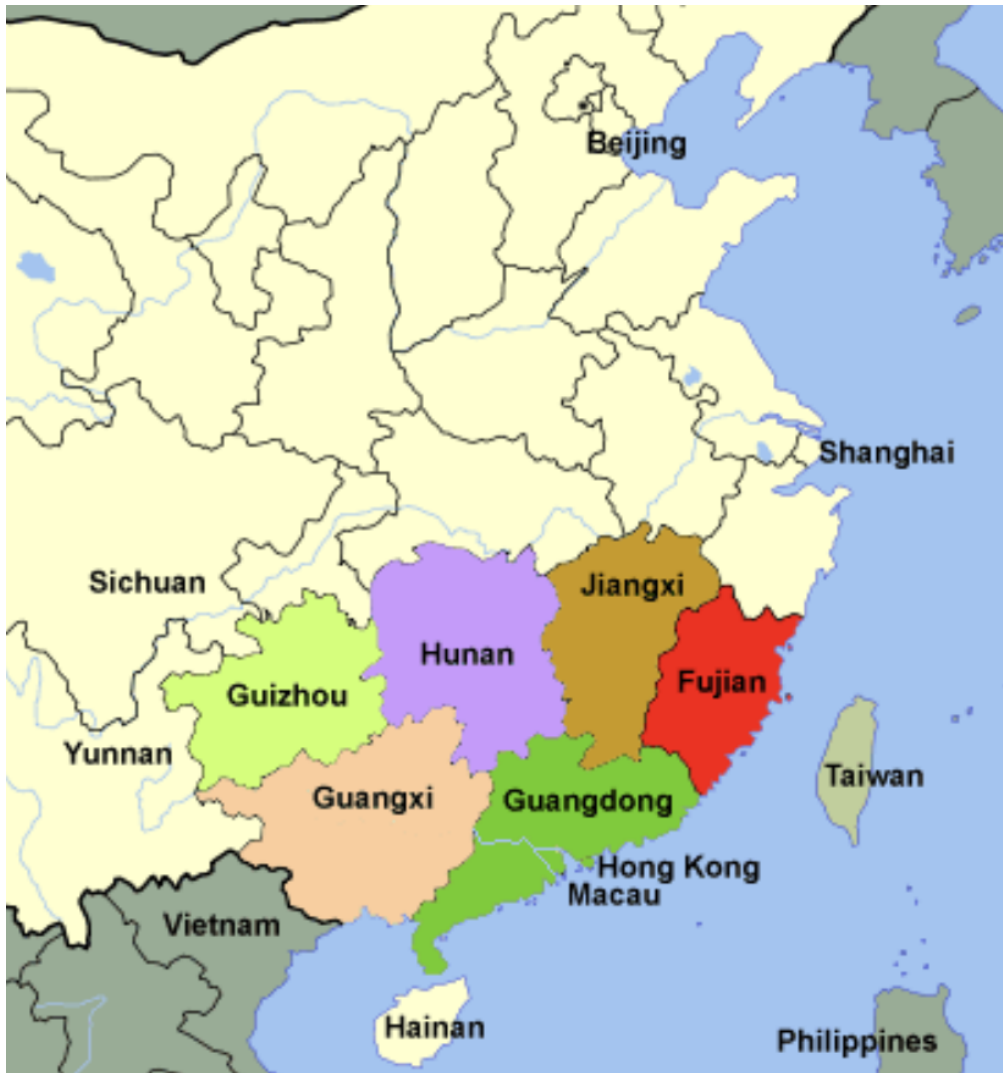 Beijing
Shanghai
Sichuan
Jiangxi
Hunan
Fujian
Guizhou
Yunnan
Taiwan
Guangxi
Guangdong
Hong Kong
Macau
Vietnam
Hainan
Philippines